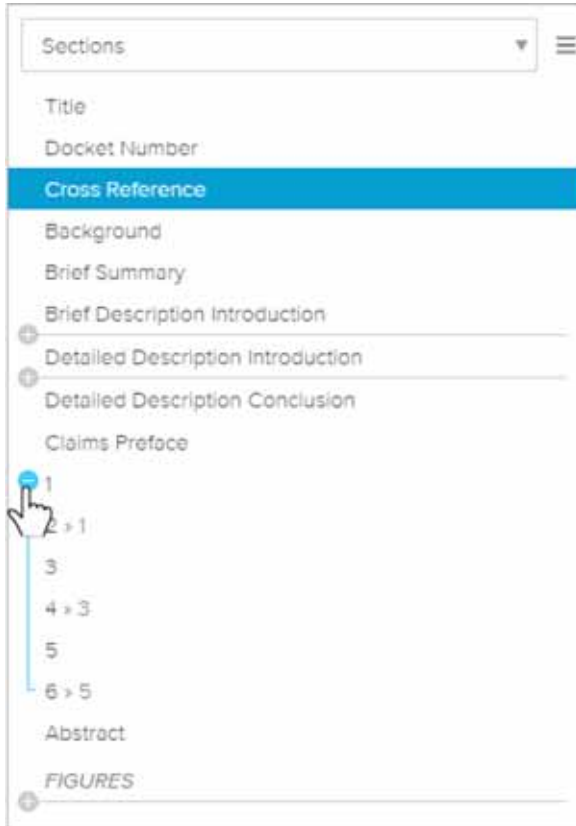 Sections
Title
Docket Number
Cross Reference
Background
Brief Summary
Brief Description Introduction
Detailed Description Introduction
Detailed Description Conclusion
Claims Preface
1
2 > 1
3
4 > 3
5
6 > 5
Abstract
FIGURES